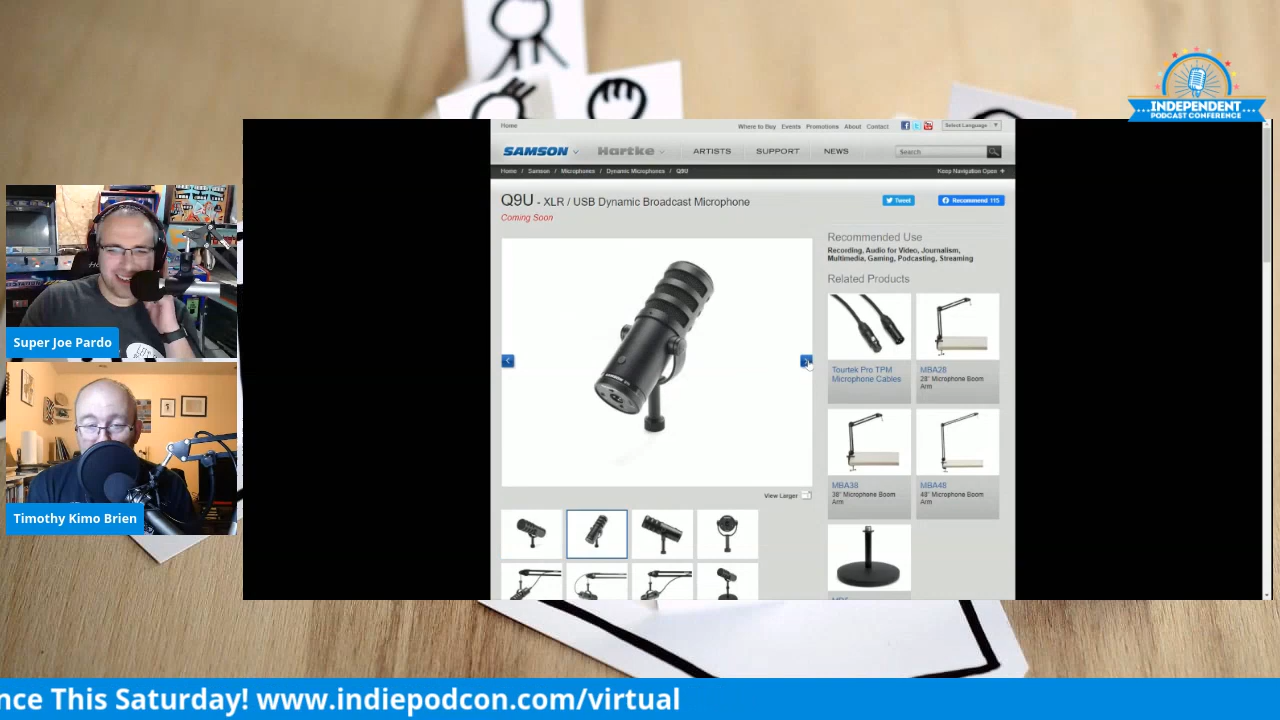 INDEPENDENT
PODCAST CONFERENCE
Home
Where to Buy Events Promotions About Contact
Select Language
SAMSON Hartke ARTISTS SUPPORT NEWS
Search
Home / Samson / Microphones / Dynamic Microphones / Q9U
Keep Navigation Open +
Q9U - XLR / USB Dynamic Broadcast Microphone
Tweet
Recommend 115
Coming Soon
Recommended Use
Recording, Audio for Video, Journalism,
Multimedia, Gaming, Podcasting, Streaming
Related Products
Tourtek Pro TPM
Microphone Cables
MBA28
28" Microphone Boom
Arm
MBA38
38" Microphone Boom
Arm
MBA48
48" Microphone Boom
Arm
View Larger
Super Joe Pardo
Timothy Kimo Brien
nce This Saturday! www.indiepodcon.com/virtual